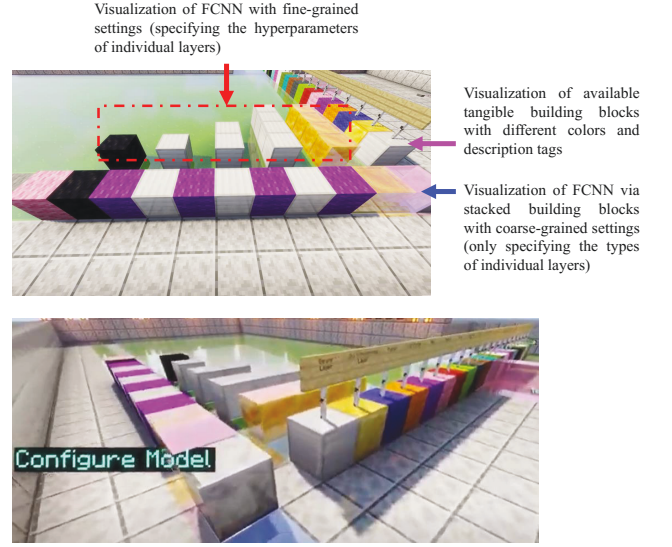 Visualization of FCNN with fine-grained
settings (specifying the hyperparameters
of individual layers)
Visualization of available
tangible building blocks
with different colors and
description tags
Visualization of FCNN via
stacked building blocks
with coarse-grained settings
(only specifying the types
of individual layers)
Configure Model